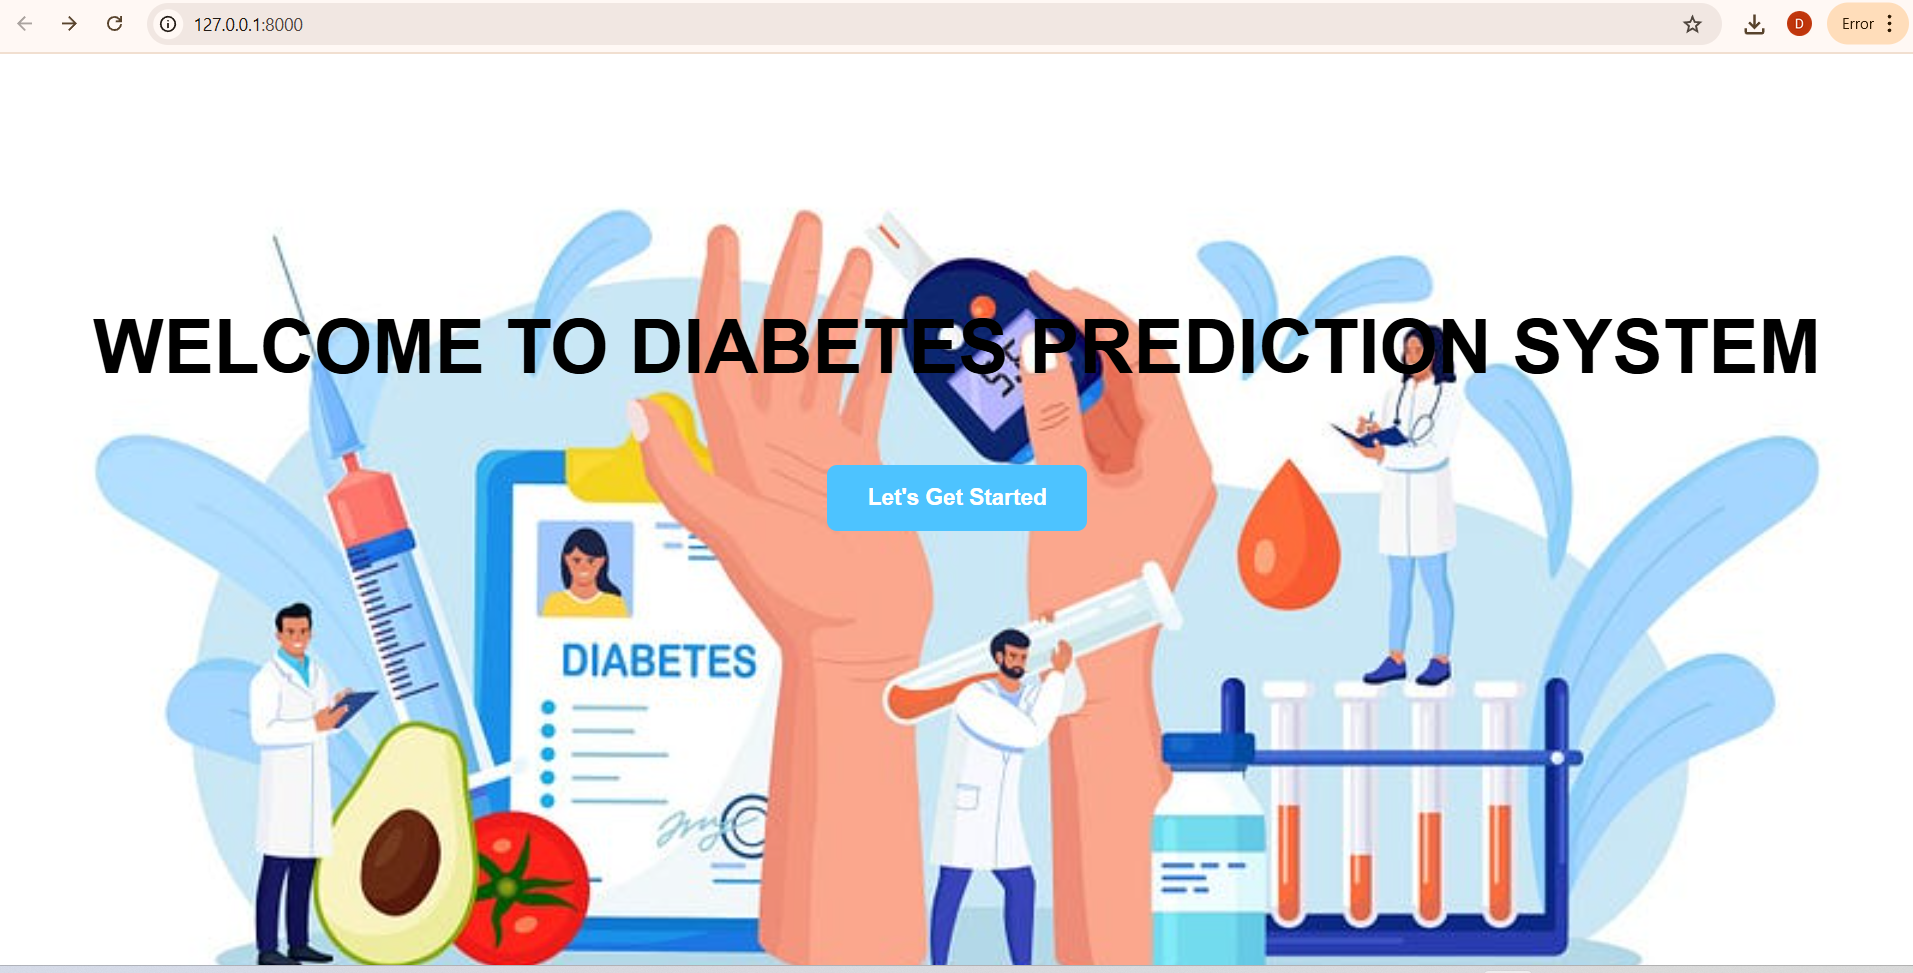 127.0.0.1:8000
D
Error
WELCOME TO DIABETES PREDICTION SYSTEM
Let's Get Started
DIABETES